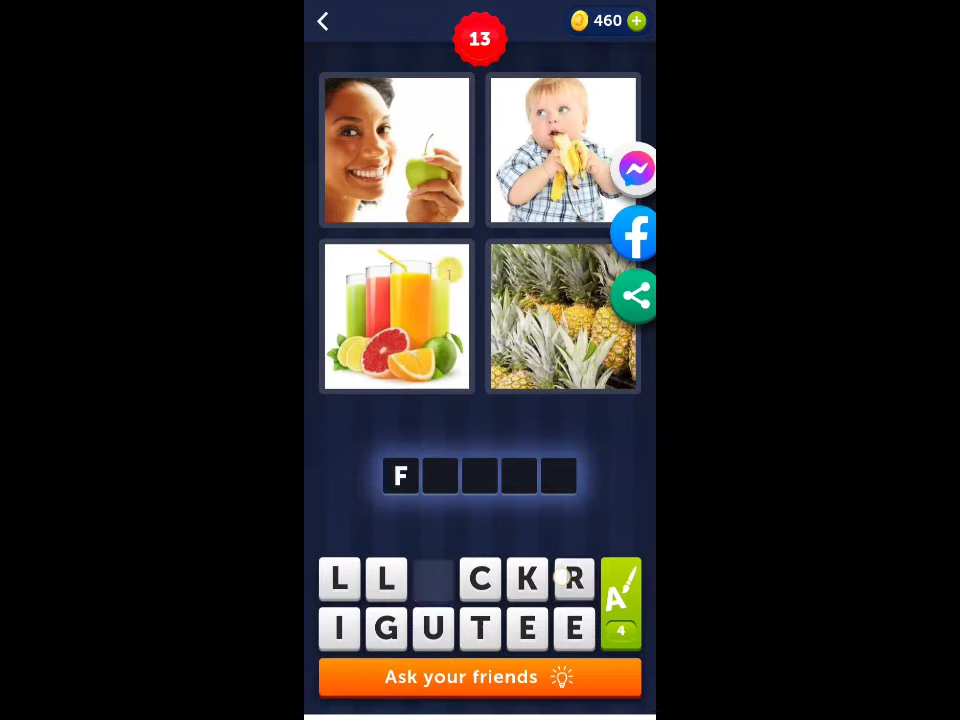 13
460 +
F
L L C K R
I G U T E E
A 4
Ask your friends